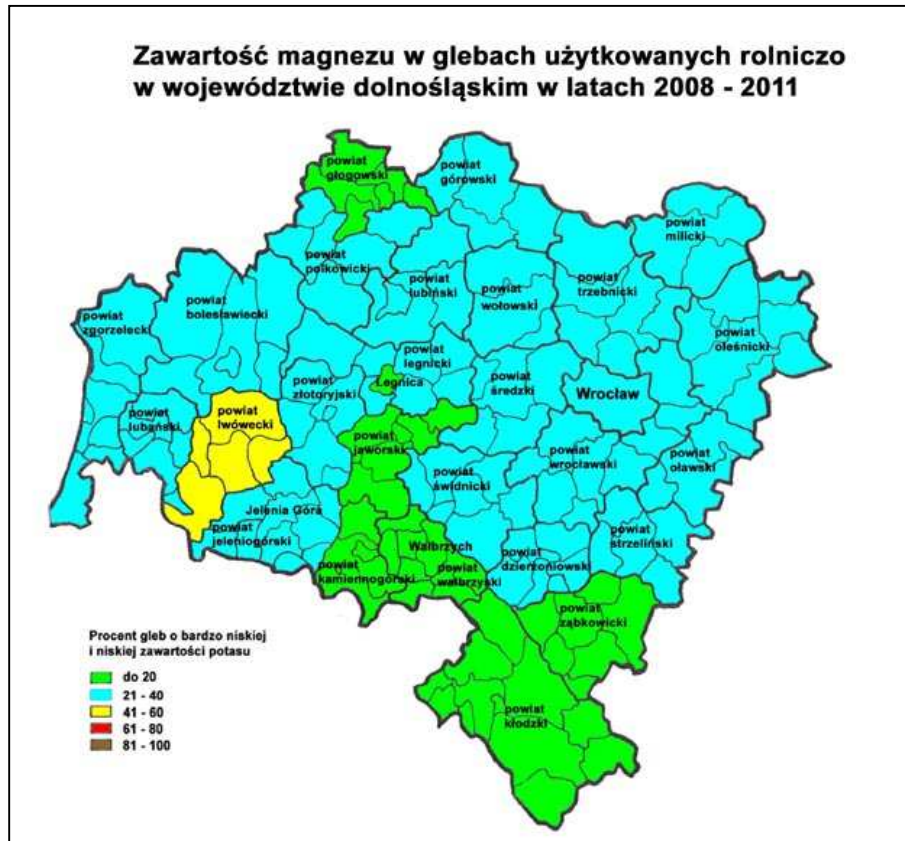 Zawartość magnezu w glebach użytkowanych rolniczo
w województwie dolnośląskim w latach 2008 - 2011
powiat
głogowski
powiat
górowski
powiat
milicki
powiat
polkowicki
powiat
lubiński
powiat
wołowski
powiat
trzebnicki
powiat
zgorzelecki
powiat
bolesławiecki
powiat
oleśnicki
powiat
legnicki
Legnica
powiat
złotoryjski
powiat
średzki
Wrocław
powiat
lubański
powiat
lwówecki
powiat
jaworski
powiat
wrocławski
powiat
oławski
powiat
świdnicki
Jelenia Góra
powiat
jeleniogórski
powiat
strzeliński
Wałbrzych
powiat
kamiennogórski
powiat
wałbrzyski
powiat
dzierżoniowski
powiat
ząbkowicki
powiat
kłodzki
Procent gleb o bardzo niskiej
i niskiej zawartości potasu
do 20
21 - 40
41 - 60
61 - 80
81 - 100